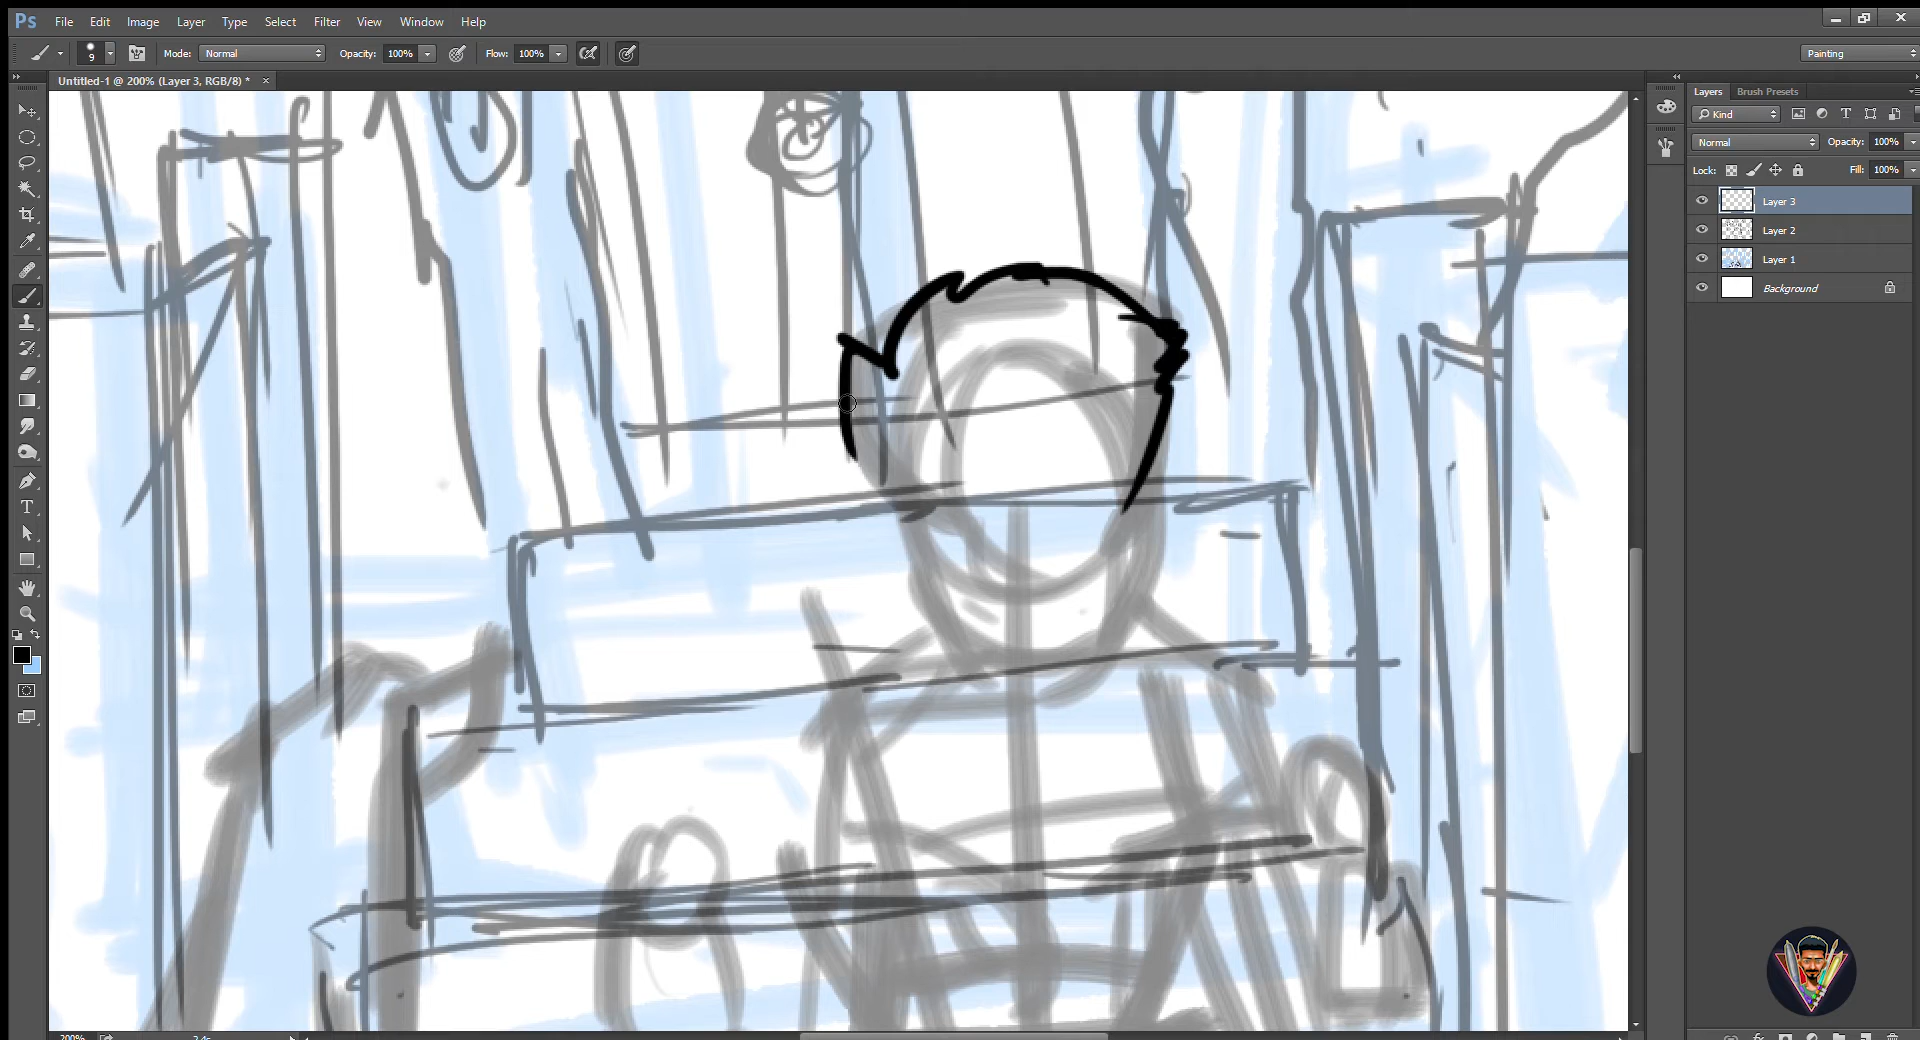 Ps File Edit Image Layer Type Select Filter View Window Help
9 Mode: Normal Opacity: 100% Flow: 100% Painting
Untitled-1 @ 200% (Layer 3, RGB/8) * ×
Layers Brush Presets
Kind
Normal Opacity: 100%
Lock: Fill: 100%
Layer 3
Layer 2
Layer 1
Background